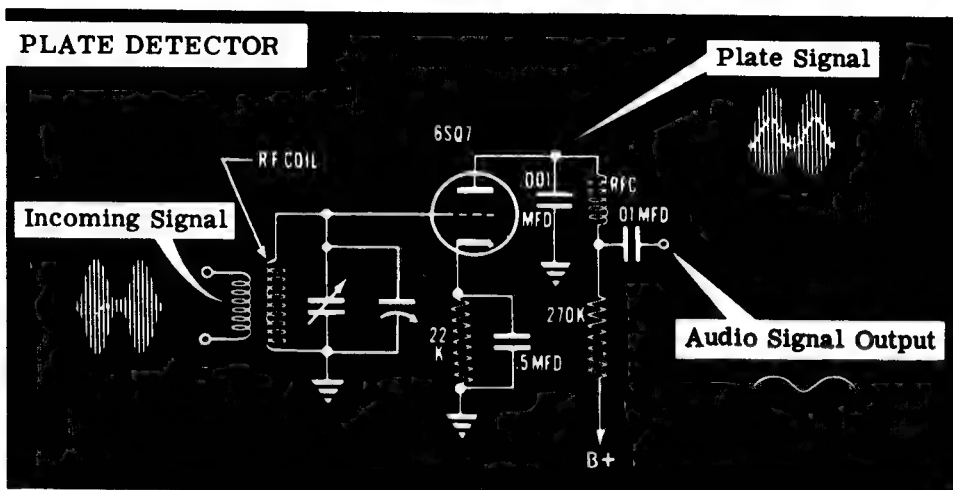 PLATE DETECTOR
Plate Signal
6SQ7
RF COIL
.001
MFD
RFC
.01 MFD
Incoming Signal
22
K
.5 MFD
270K
Audio Signal Output
B+